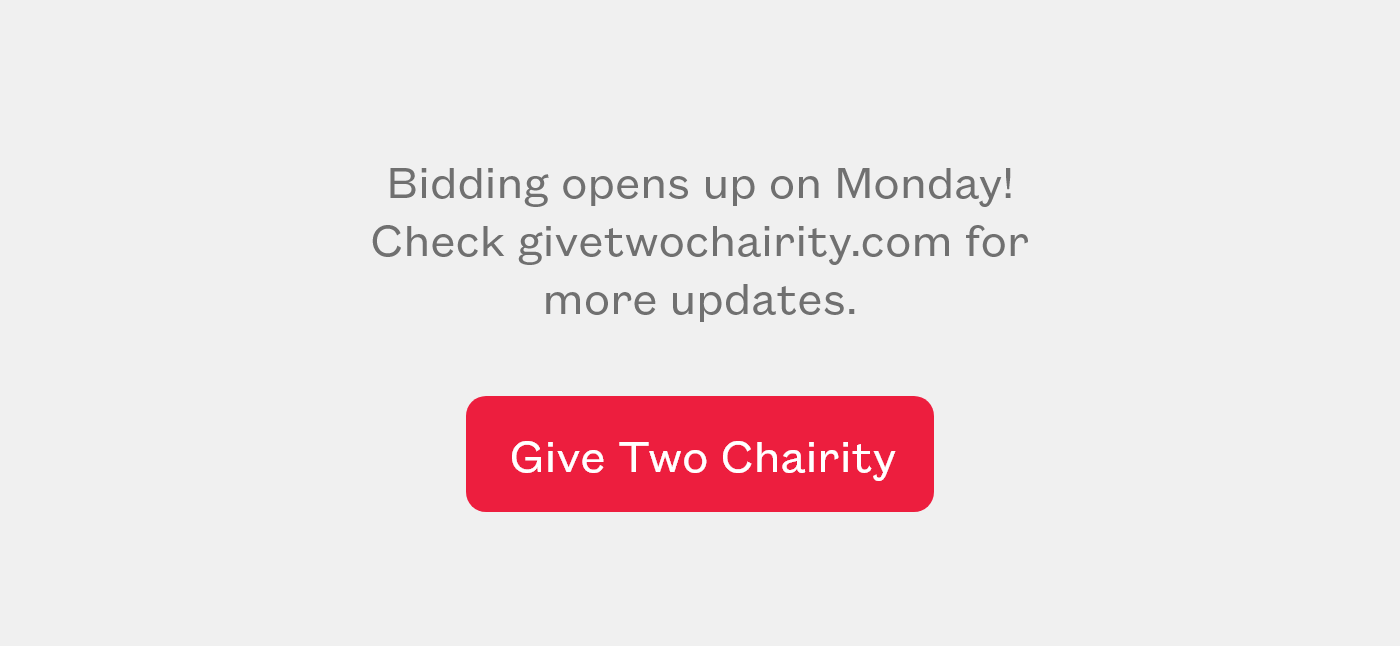 Bidding opens up on Monday!
Check givetwochairity.com for
more updates.
Give Two Chairity